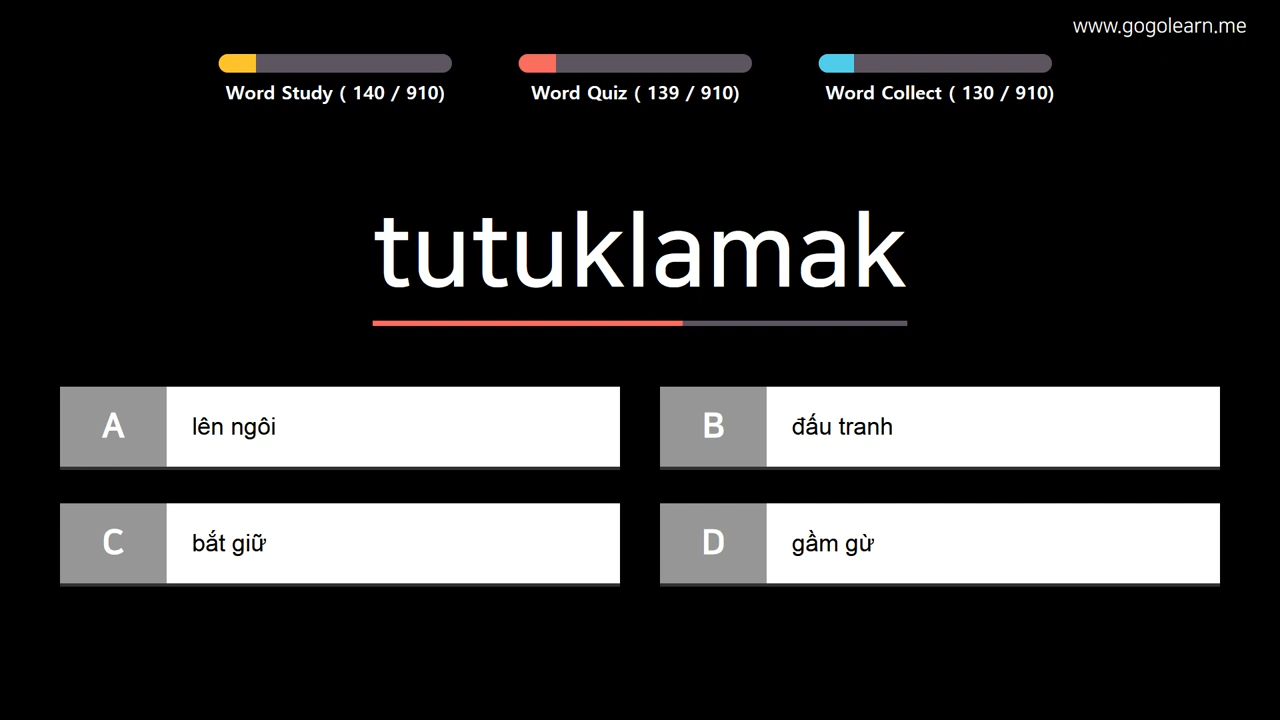 www.gogolearn.me
Word Study ( 140 / 910)
Word Quiz ( 139 / 910)
Word Collect ( 130 / 910)
tutuklamak
A lên ngôi
B đấu tranh
C bắt giữ
D gầm gừ